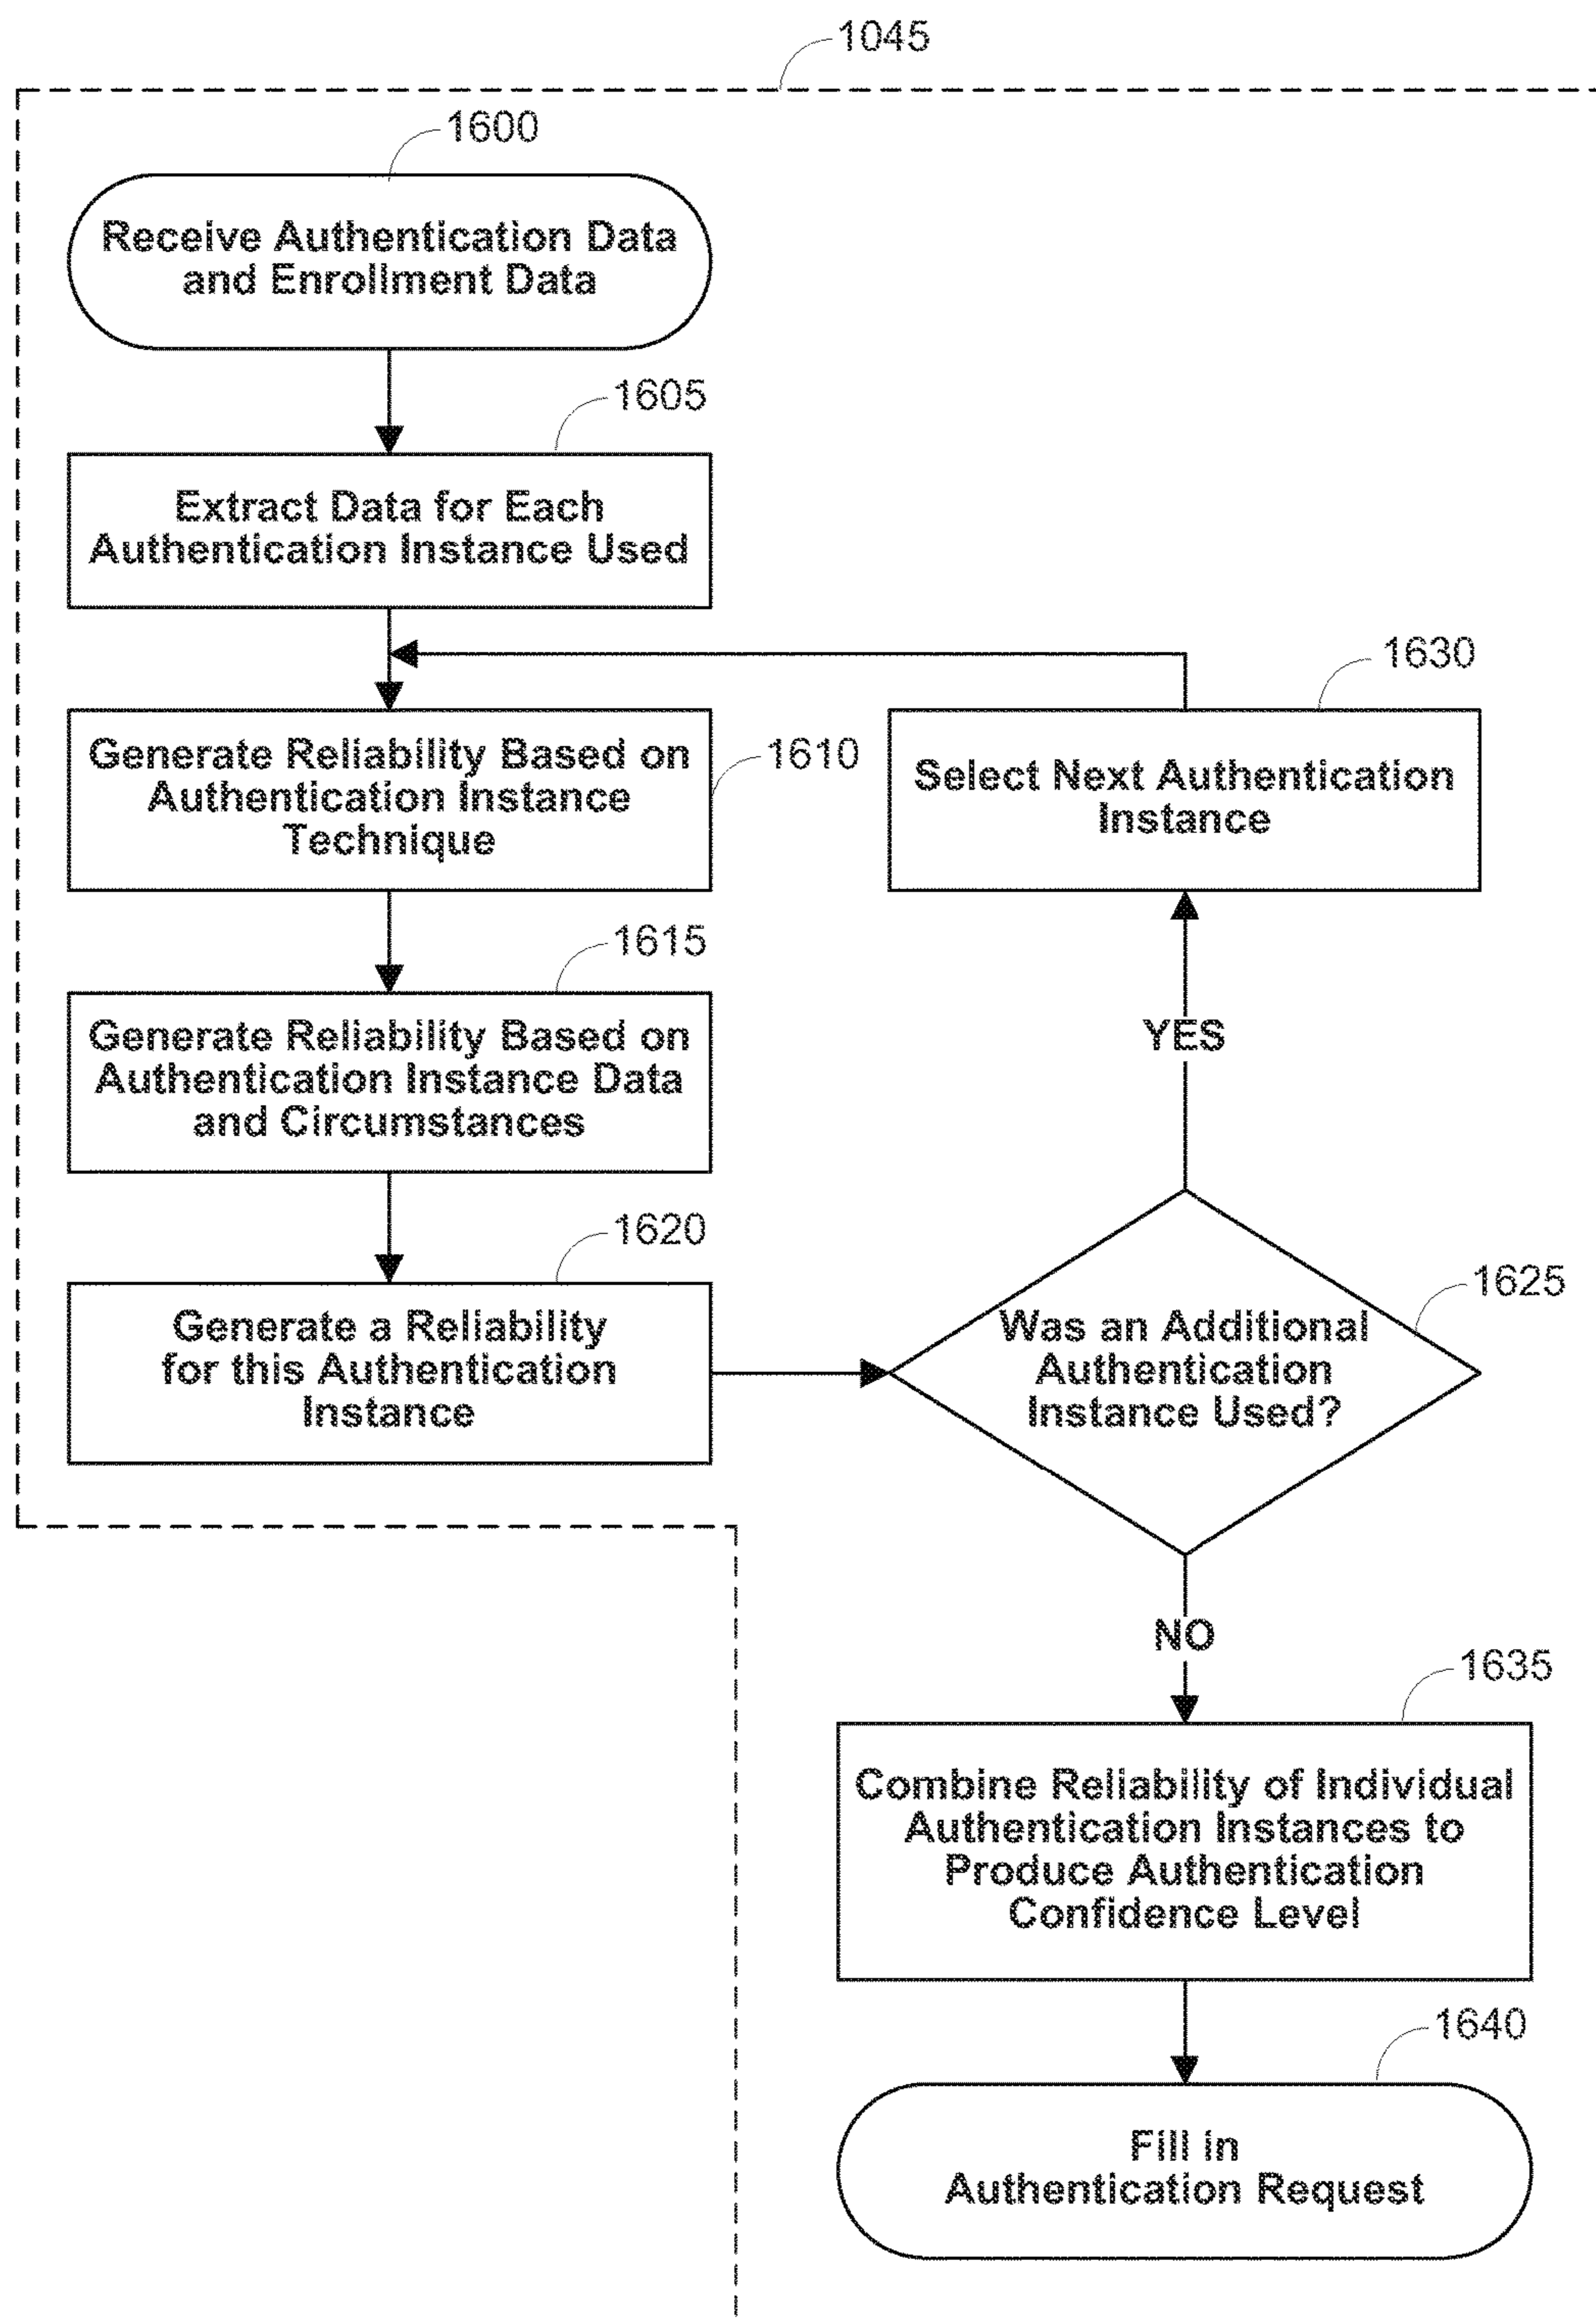 1045
1600
Receive Authentication Data
and Enrollment Data
1605
Extract Data for Each
Authentication Instance Used
1630
Generate Reliability Based on
Authentication Instance
Technique
1610
Select Next Authentication
Instance
1615
Generate Reliability Based on
Authentication Instance Data
and Circumstances
YES
1620
Generate a Reliability
for this Authentication
Instance
1625
Was an Additional
Authentication
Instance Used?
NO
1635
Combine Reliability of Individual
Authentication Instances to
Produce Authentication
Confidence Level
1640
Fill in
Authentication Request